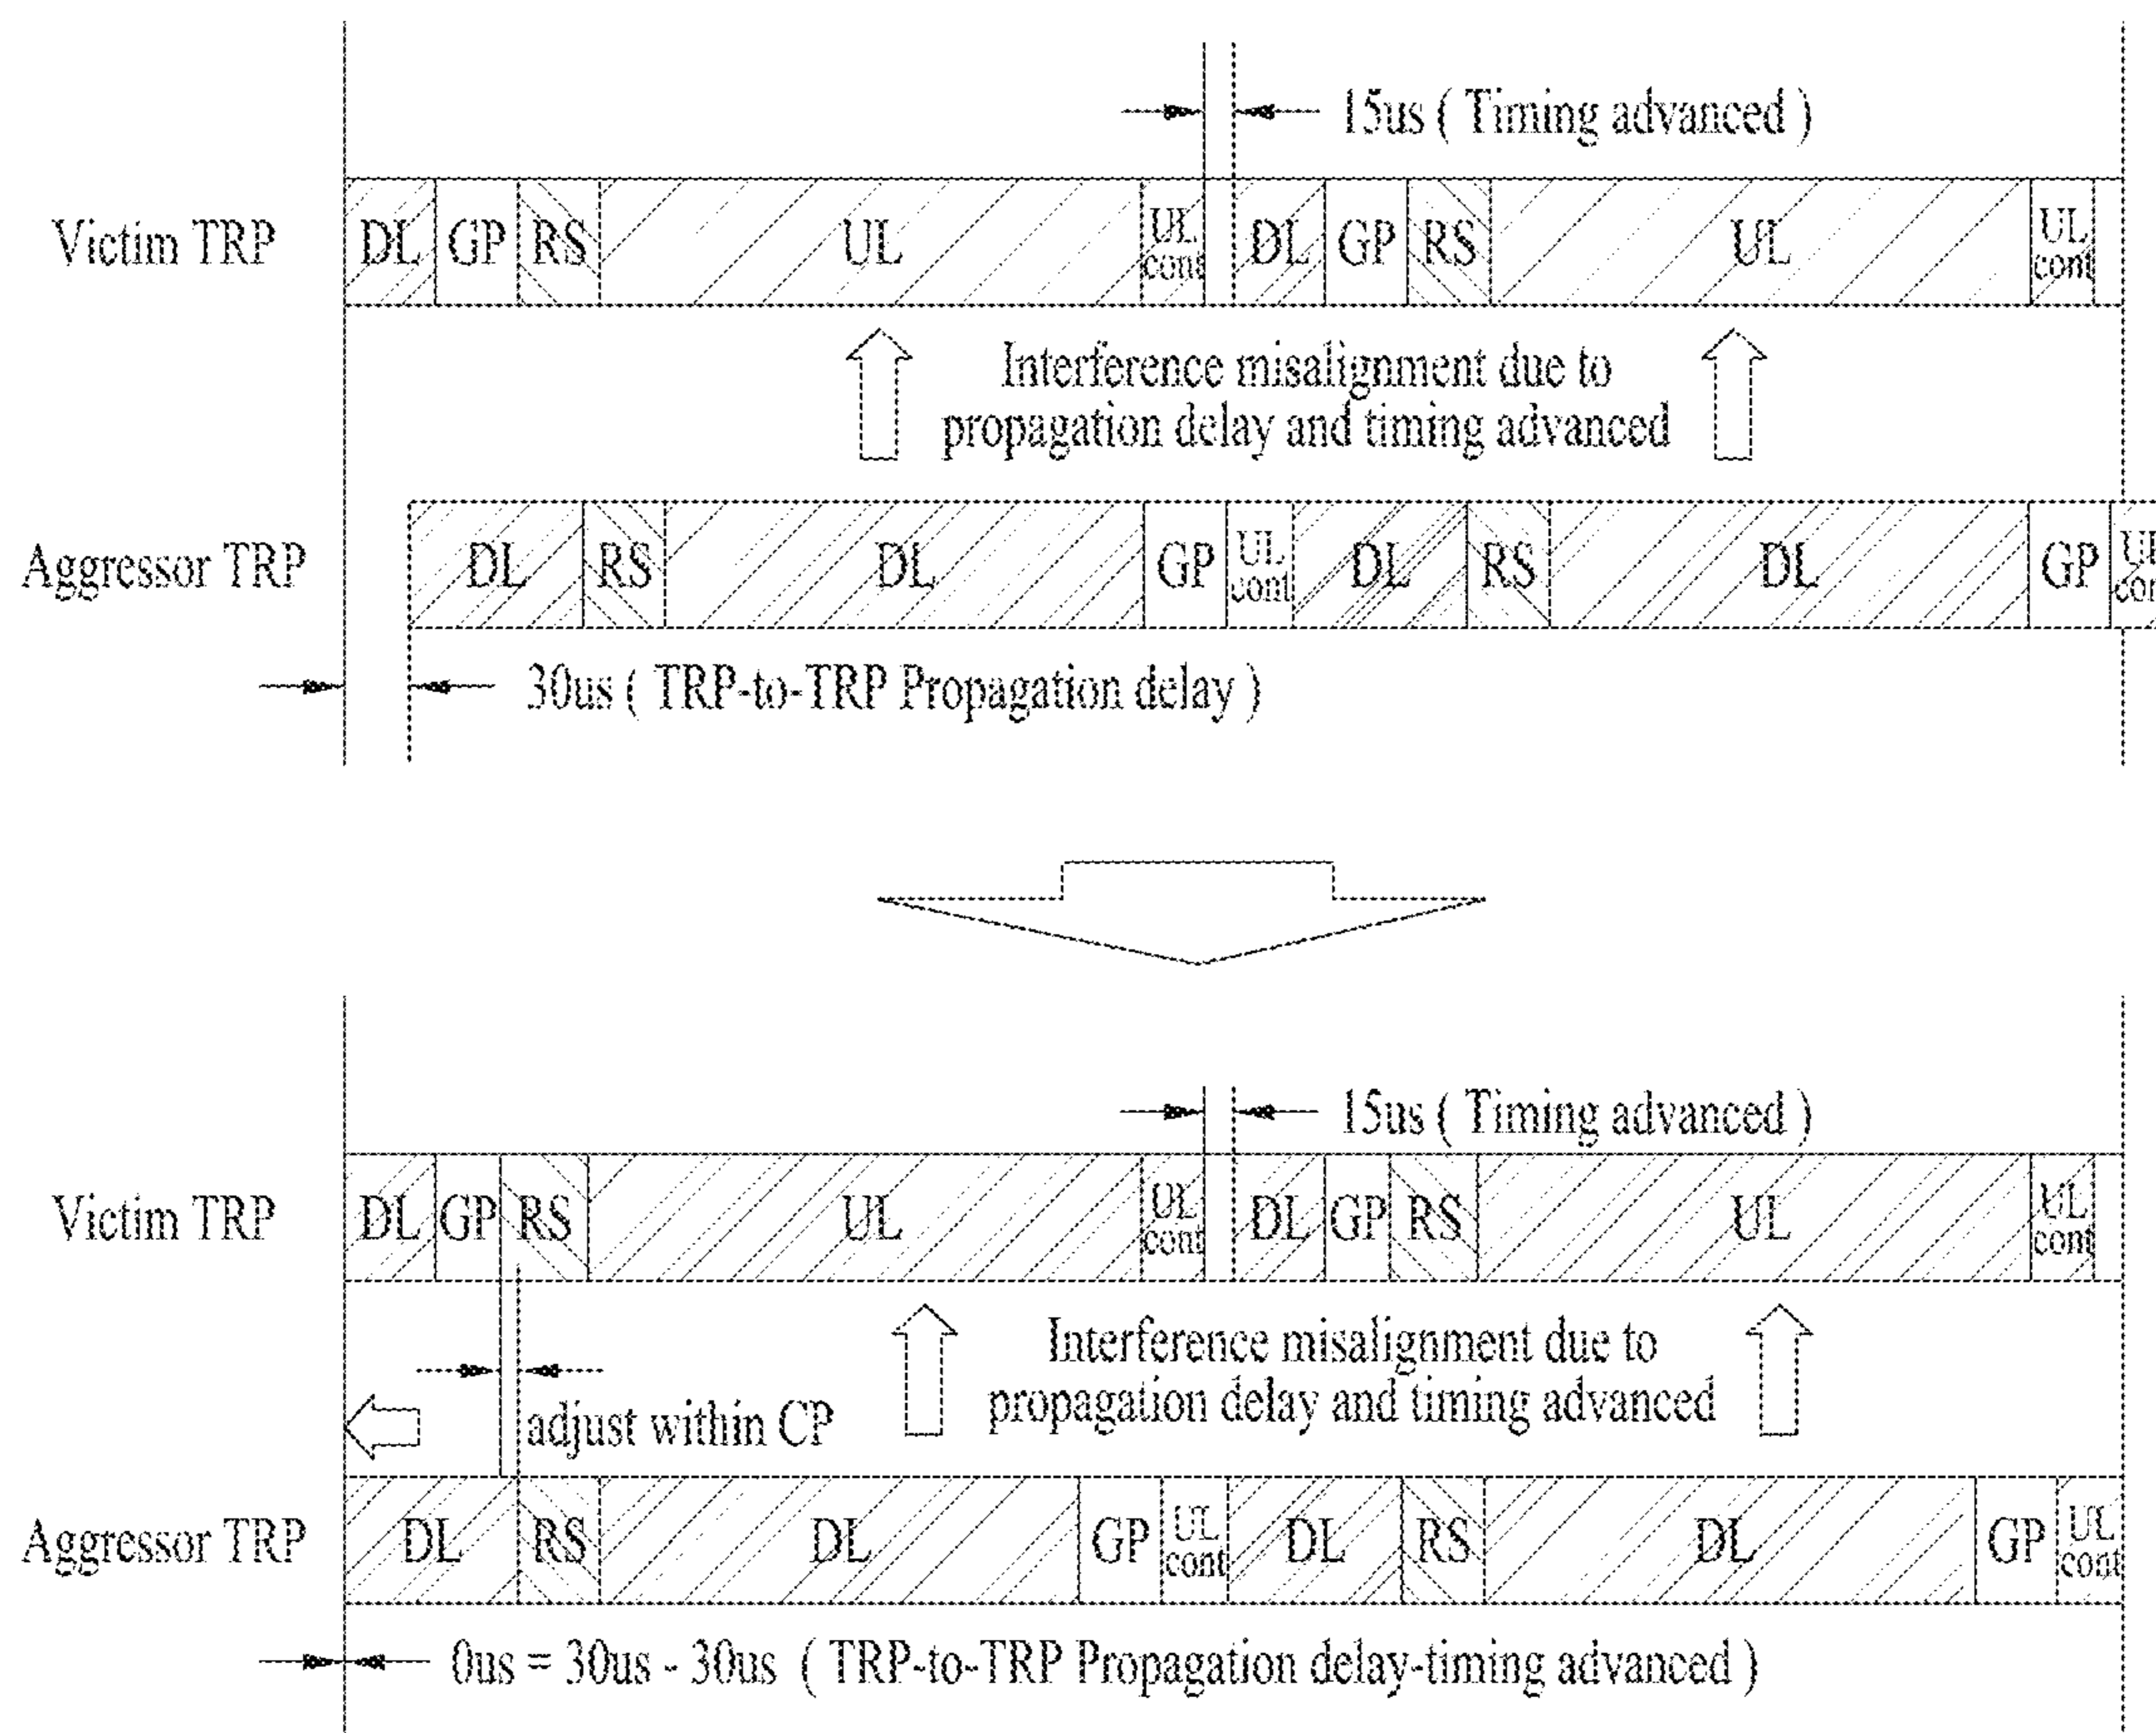 15us ( Timing advanced )
Victim TRP DL GP RS UL UL cont DL GP RS UL UL cont
Interference misalignment due to
propagation delay and timing advanced
Aggressor TRP DL RS DL GP UL cont DL RS DL GP
30us ( TRP-to-TRP Propagation delay )
15us ( Timing advanced )
Victim TRP DL GP RS UL UL cont DL GP RS UL UL cont
Interference misalignment due to
propagation delay and timing advanced
adjust within CP
Aggressor TRP DL RS DL GP UL cont DL RS DL GP UL cont
0us = 30us - 30us ( TRP-to-TRP Propagation delay-timing advanced )